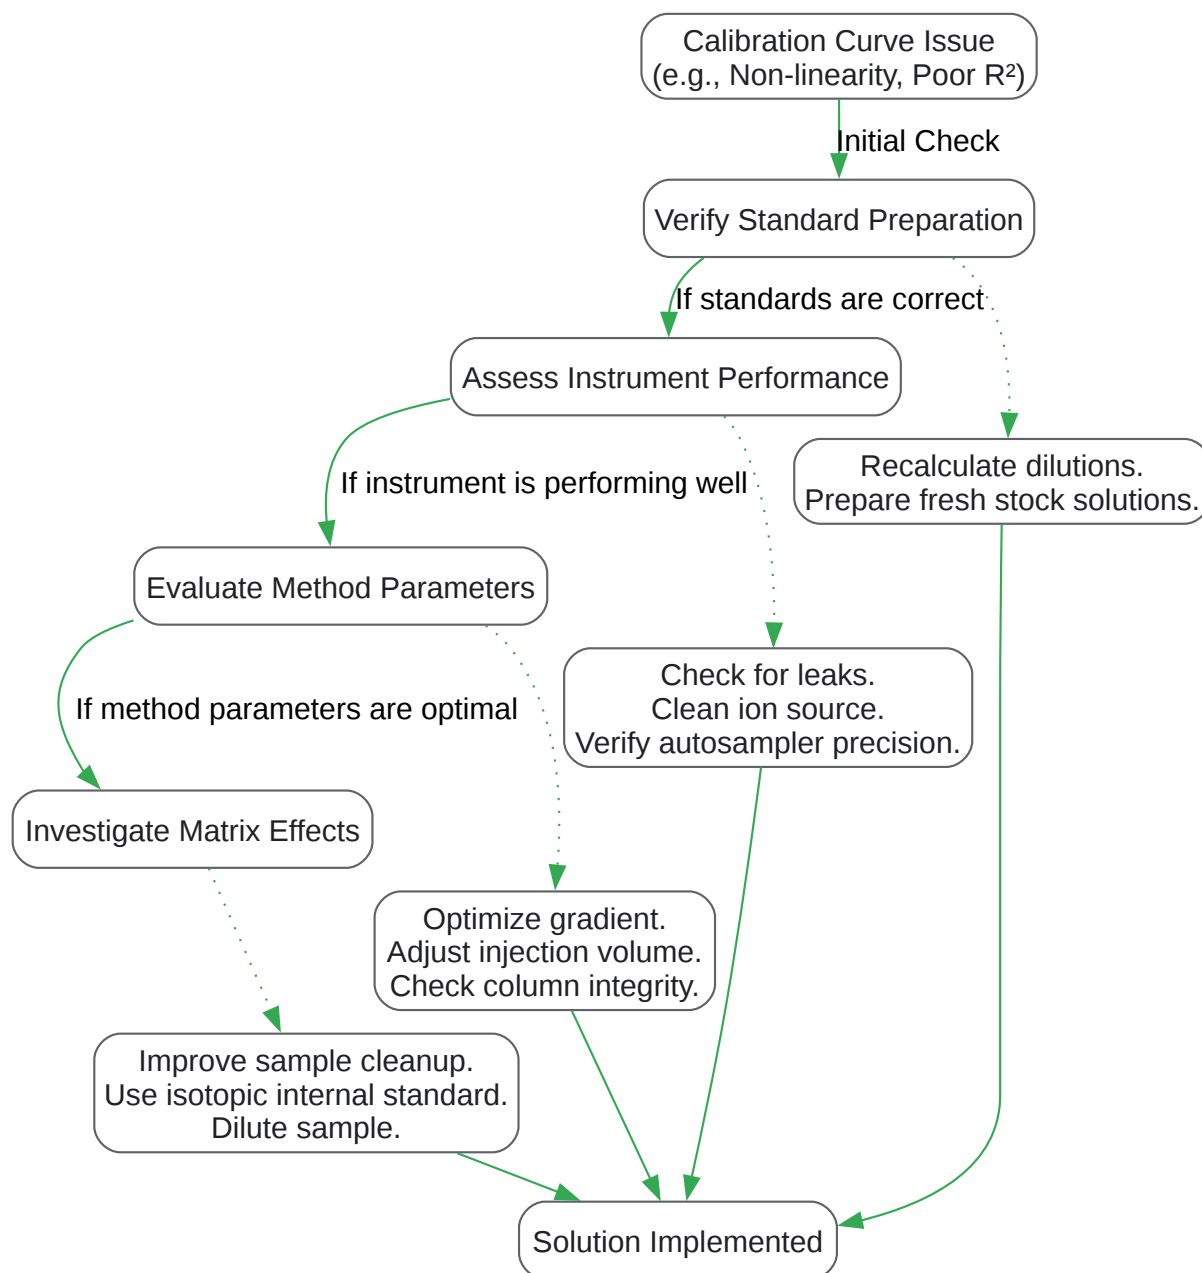 Calibration Curve Issue
(e.g., Non-linearity, Poor R²)
Initial Check
Verify Standard Preparation
If standards are correct
Assess Instrument Performance
Recalculate dilutions.
Prepare fresh stock solutions.
If instrument is performing well
Evaluate Method Parameters
Check for leaks.
Clean ion source.
Verify autosampler precision.
If method parameters are optimal
Investigate Matrix Effects
Optimize gradient.
Adjust injection volume.
Check column integrity.
Improve sample cleanup.
Use isotopic internal standard.
Dilute sample.
Solution Implemented